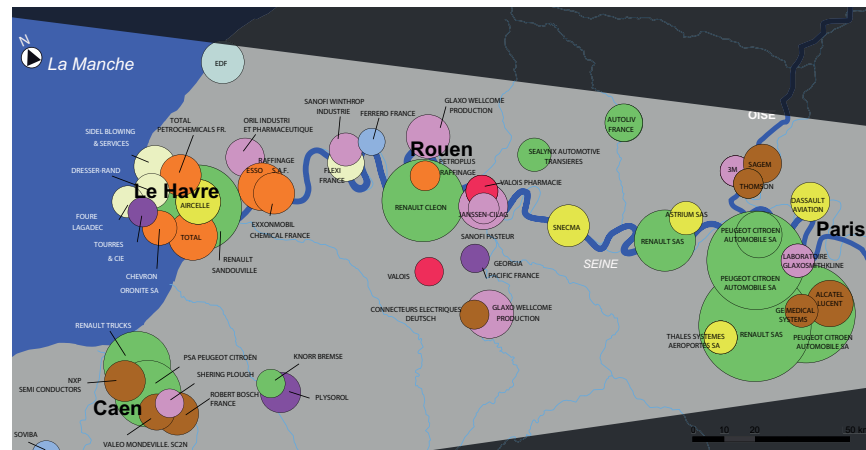 N
La Manche
EDF
OISE
TOTAL
PETROCHEMICALS FR.
ORIL INDUSTRI
ET PHARMACEUTIQUE
SANOFI WINTHROP
INDUSTRIE
FERRERO FRANCE
GLAXO WELLCOME
PRODUCTION
AUTOLIV
FRANCE
SIDEL BLOWING
& SERVICES
DRESSER-RAND
Le Havre
AIRCELLE
ESSO
RAFFINAGE
S.A.F.
FLEXI
FRANCE
Rouen
PETROPLUS
RAFFINAGE
SEALYNX AUTOMOTIVE
TRANSIERES
3M
SAGEM
THOMSON
VALOIS PHARMACIE
RENAULT CLEON
JANSSEN-CILAG
DASSAULT
AVIATION
FOURE
LAGADEC
TOURRES
& CIE
TOTAL
EXXONMOBIL
CHEMICAL FRANCE
SANOFI PASTEUR
SNECMA
ASTRIUM SAS
RENAULT SAS
PEUGEOT CITROEN
AUTOMOBILE SA
Paris
CHEVRON
ORONITE SA
RENAULT
SANDOUVILLE
VALOIS
GEORGIA
PACIFIC FRANCE
SEINE
LABORATOIRE
GLAXOSMITHKLINE
PEUGEOT CITROEN
AUTOMOBILE SA
CONNECTEURS ELECTRIQUES
DEUTSCH
GLAXO WELLCOME
PRODUCTION
ALCATEL
LUCENT
GE MEDICAL
SYSTEMS
THALES SYSTEMES
AEROPORTES SA
RENAULT SAS
PEUGEOT CITROEN
AUTOMOBILE SA
RENAULT TRUCKS
PSA PEUGEOT CITROËN
KNORR BREMSE
NXP
SEMI CONDUCTORS
SHERING PLOUGH
ROBERT BOSCH
FRANCE
PLYSOROL
Caen
VALEO MONDEVILLE, SC2N
SOVIBA
0 10 20 50 km